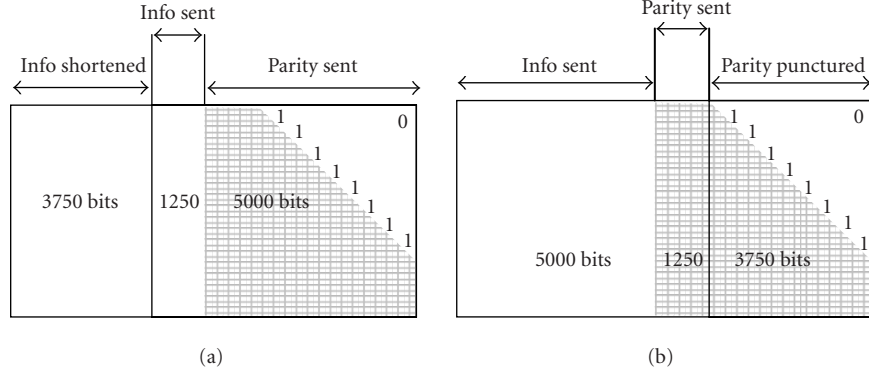 Info sent
Info shortened
Parity sent
0
1
1
1
1
1
1
1
3750 bits
1250
5000 bits
(a)
Parity sent
Info sent
Parity punctured
0
1
1
1
1
1
1
1
5000 bits
1250
3750 bits
(b)